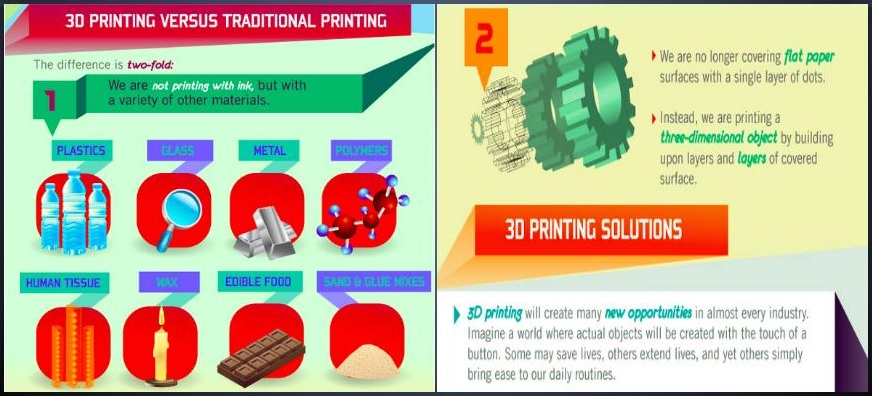 3D PRINTING VERSUS TRADITIONAL PRINTING
The difference is two-fold:
1
We are not printing with ink, but with
a variety of other materials.
PLASTICS
GLASS
METAL
POLYMERS
HUMAN TISSUE
WAX
EDIBLE FOOD
SAND & GLUE MIXES
2
We are no longer covering flat paper
surfaces with a single layer of dots.
Instead, we are printing a
three-dimensional object by building
upon layers and layers of covered
surface.
3D PRINTING SOLUTIONS
3D printing will create many new opportunities in almost every industry.
Imagine a world where actual objects will be created with the touch of a
button. Some may save lives, others extend lives, and yet others simply
bring ease to our daily routines.